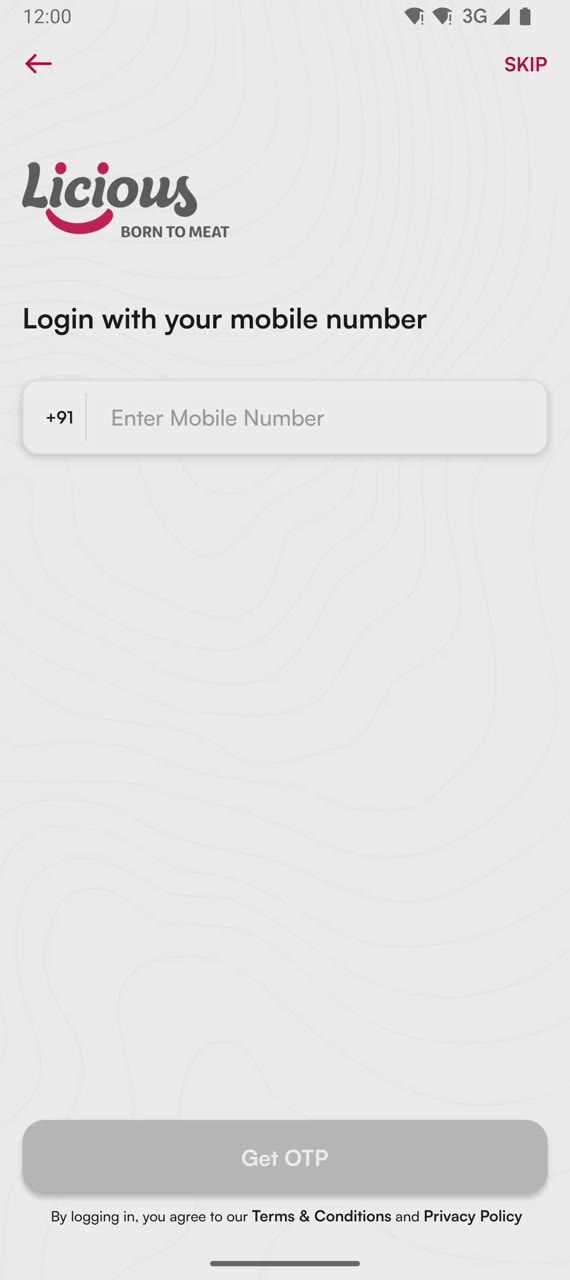 12:00
3G
SKIP
Licious
BORN TO MEAT
Login with your mobile number
+91
Enter Mobile Number
Get OTP
By logging in, you agree to our Terms & Conditions and Privacy Policy